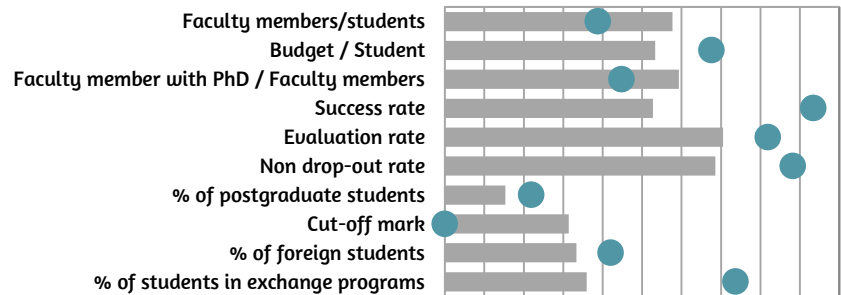 Faculty members/students
Budget / Student
Faculty member with PhD / Faculty members
Success rate
Evaluation rate
Non drop-out rate
% of postgraduate students
Cut-off mark
% of foreign students
% of students in exchange programs